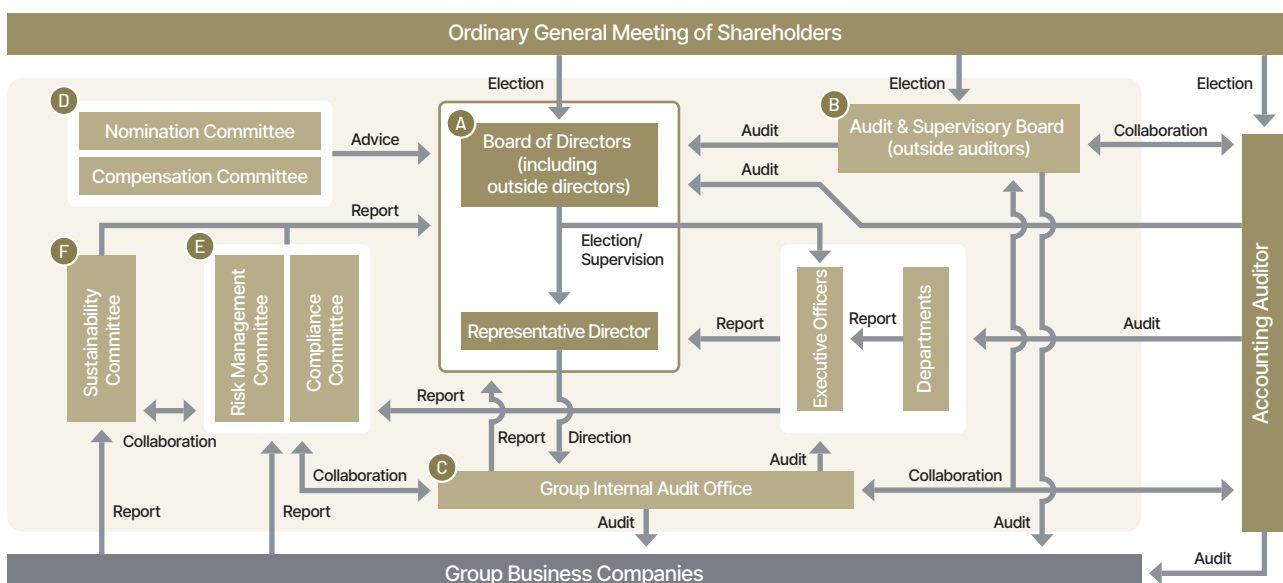 Ordinary General Meeting of Shareholders
Election
Election
Election
D
Nomination Committee
Compensation Committee
Advice
A
Board of Directors
(including
outside directors)
Audit
Audit
B
Audit & Supervisory Board
(outside auditors)
Collaboration
Report
F
Sustainability
Committee
E
Risk Management
Committee
Compliance
Committee
Election/
Supervision
Representative Director
Report
Executive Officers
Report
Departments
Audit
Accounting Auditor
Collaboration
Report
Report
Direction
Audit
Collaboration
C
Group Internal Audit Office
Collaboration
Report
Report
Audit
Audit
Audit
Group Business Companies